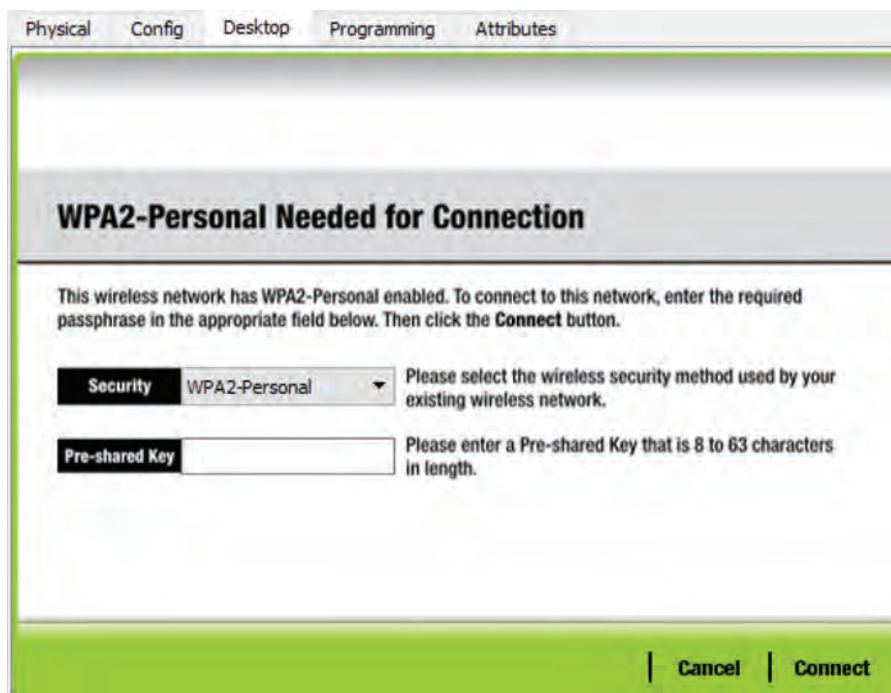 Physical Config Desktop Programming Attributes
WPA2-Personal Needed for Connection
This wireless network has WPA2-Personal enabled. To connect to this network, enter the required
passphrase in the appropriate field below. Then click the Connect button.
Security WPA2-Personal Please select the wireless security method used by your
existing wireless network.
Pre-shared Key Please enter a Pre-shared Key that is 8 to 63 characters
in length.
Cancel Connect